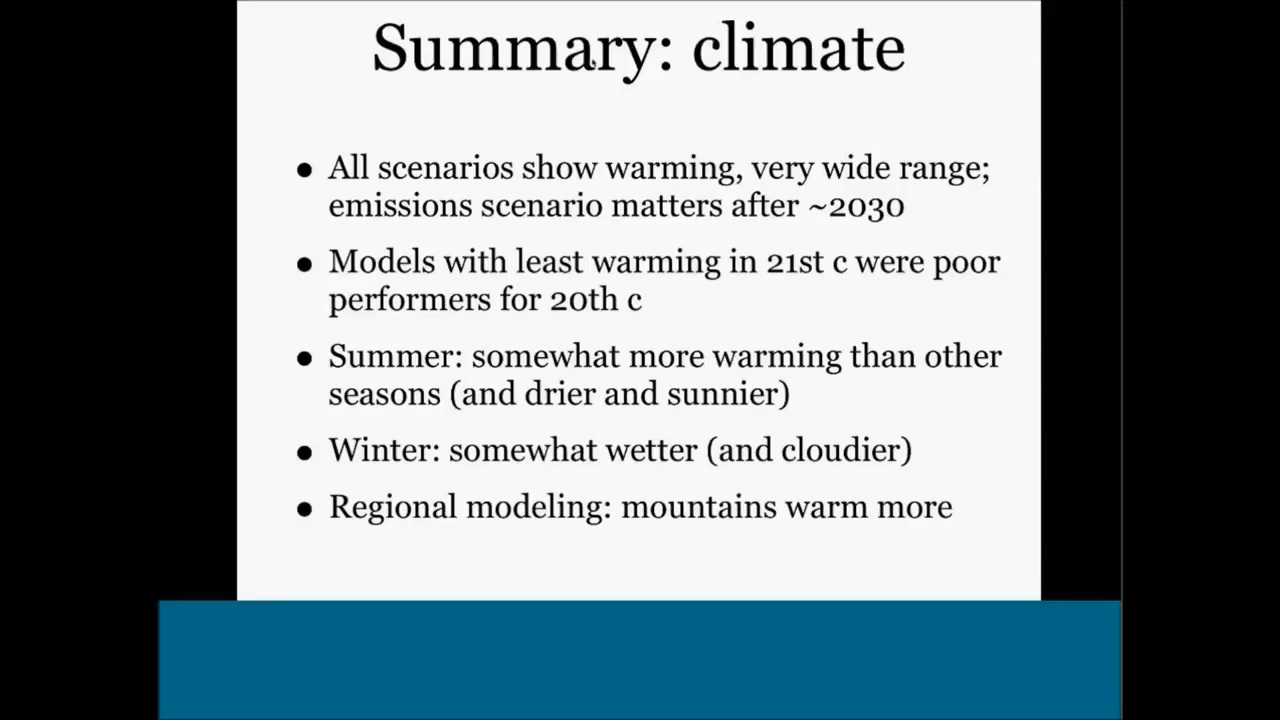 Summary: climate
• All scenarios show warming, very wide range;
emissions scenario matters after ~2030
• Models with least warming in 21st c were poor
performers for 20th c
• Summer: somewhat more warming than other
seasons (and drier and sunnier)
• Winter: somewhat wetter (and cloudier)
• Regional modeling: mountains warm more